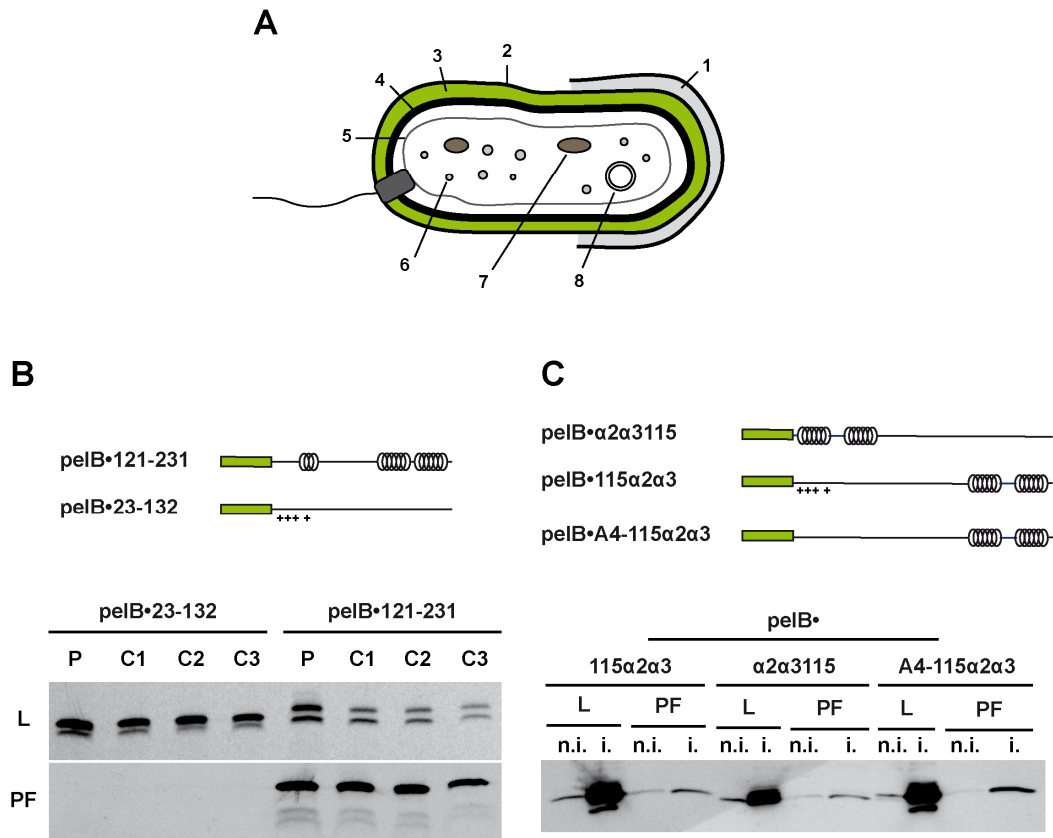 A
1
2
3
4
5
6
7
8
B
pelB•121-231
pelB•23-132
++++
pelB•23-132 pelB•121-231
P C1 C2 C3 P C1 C2 C3
L
PF
C
pelB•α2α3115
pelB•115α2α3
++++
pelB•A4-115α2α3
pelB•
115α2α3 α2α3115 A4-115α2α3
L PF L PF L PF
n.i. i. n.i. i. n.i. i. n.i. i. n.i. i. n.i. i.